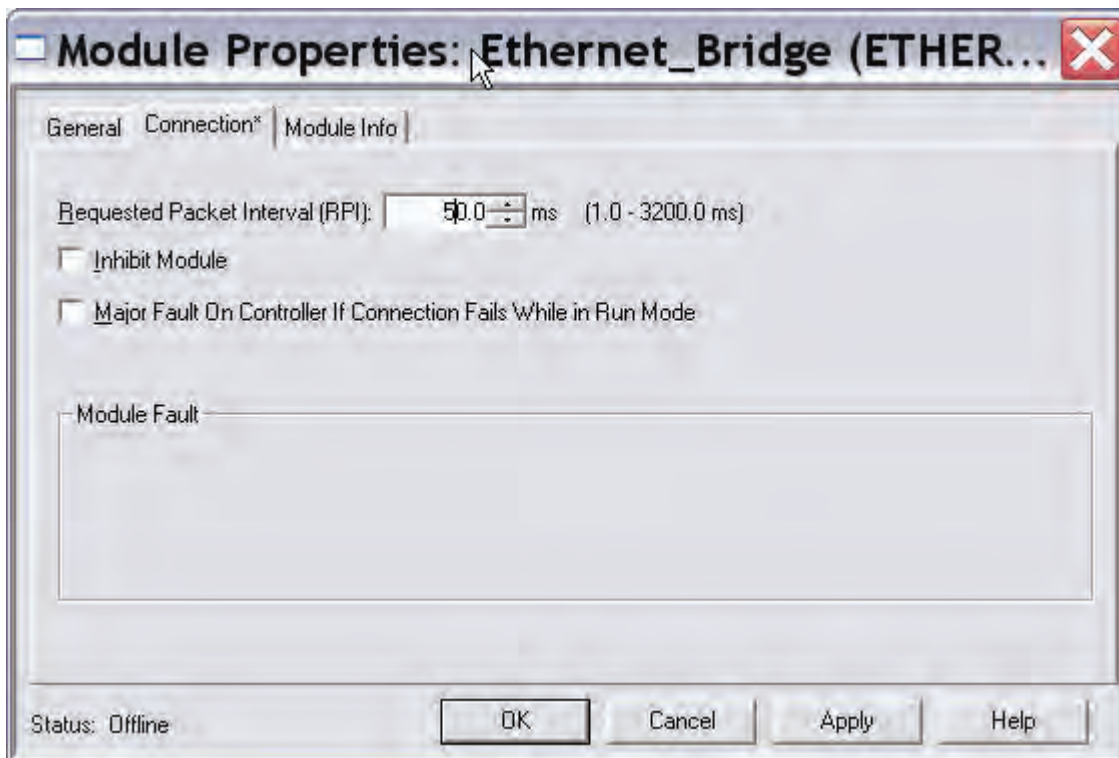 Module Properties: Ethernet_Bridge (ETHER...
General Connection* Module Info
Requested Packet Interval (RPI): 50.0 ms (1.0 - 3200.0 ms)
Inhibit Module
Major Fault On Controller If Connection Fails While in Run Mode
Module Fault
Status: Offline OK Cancel Apply Help